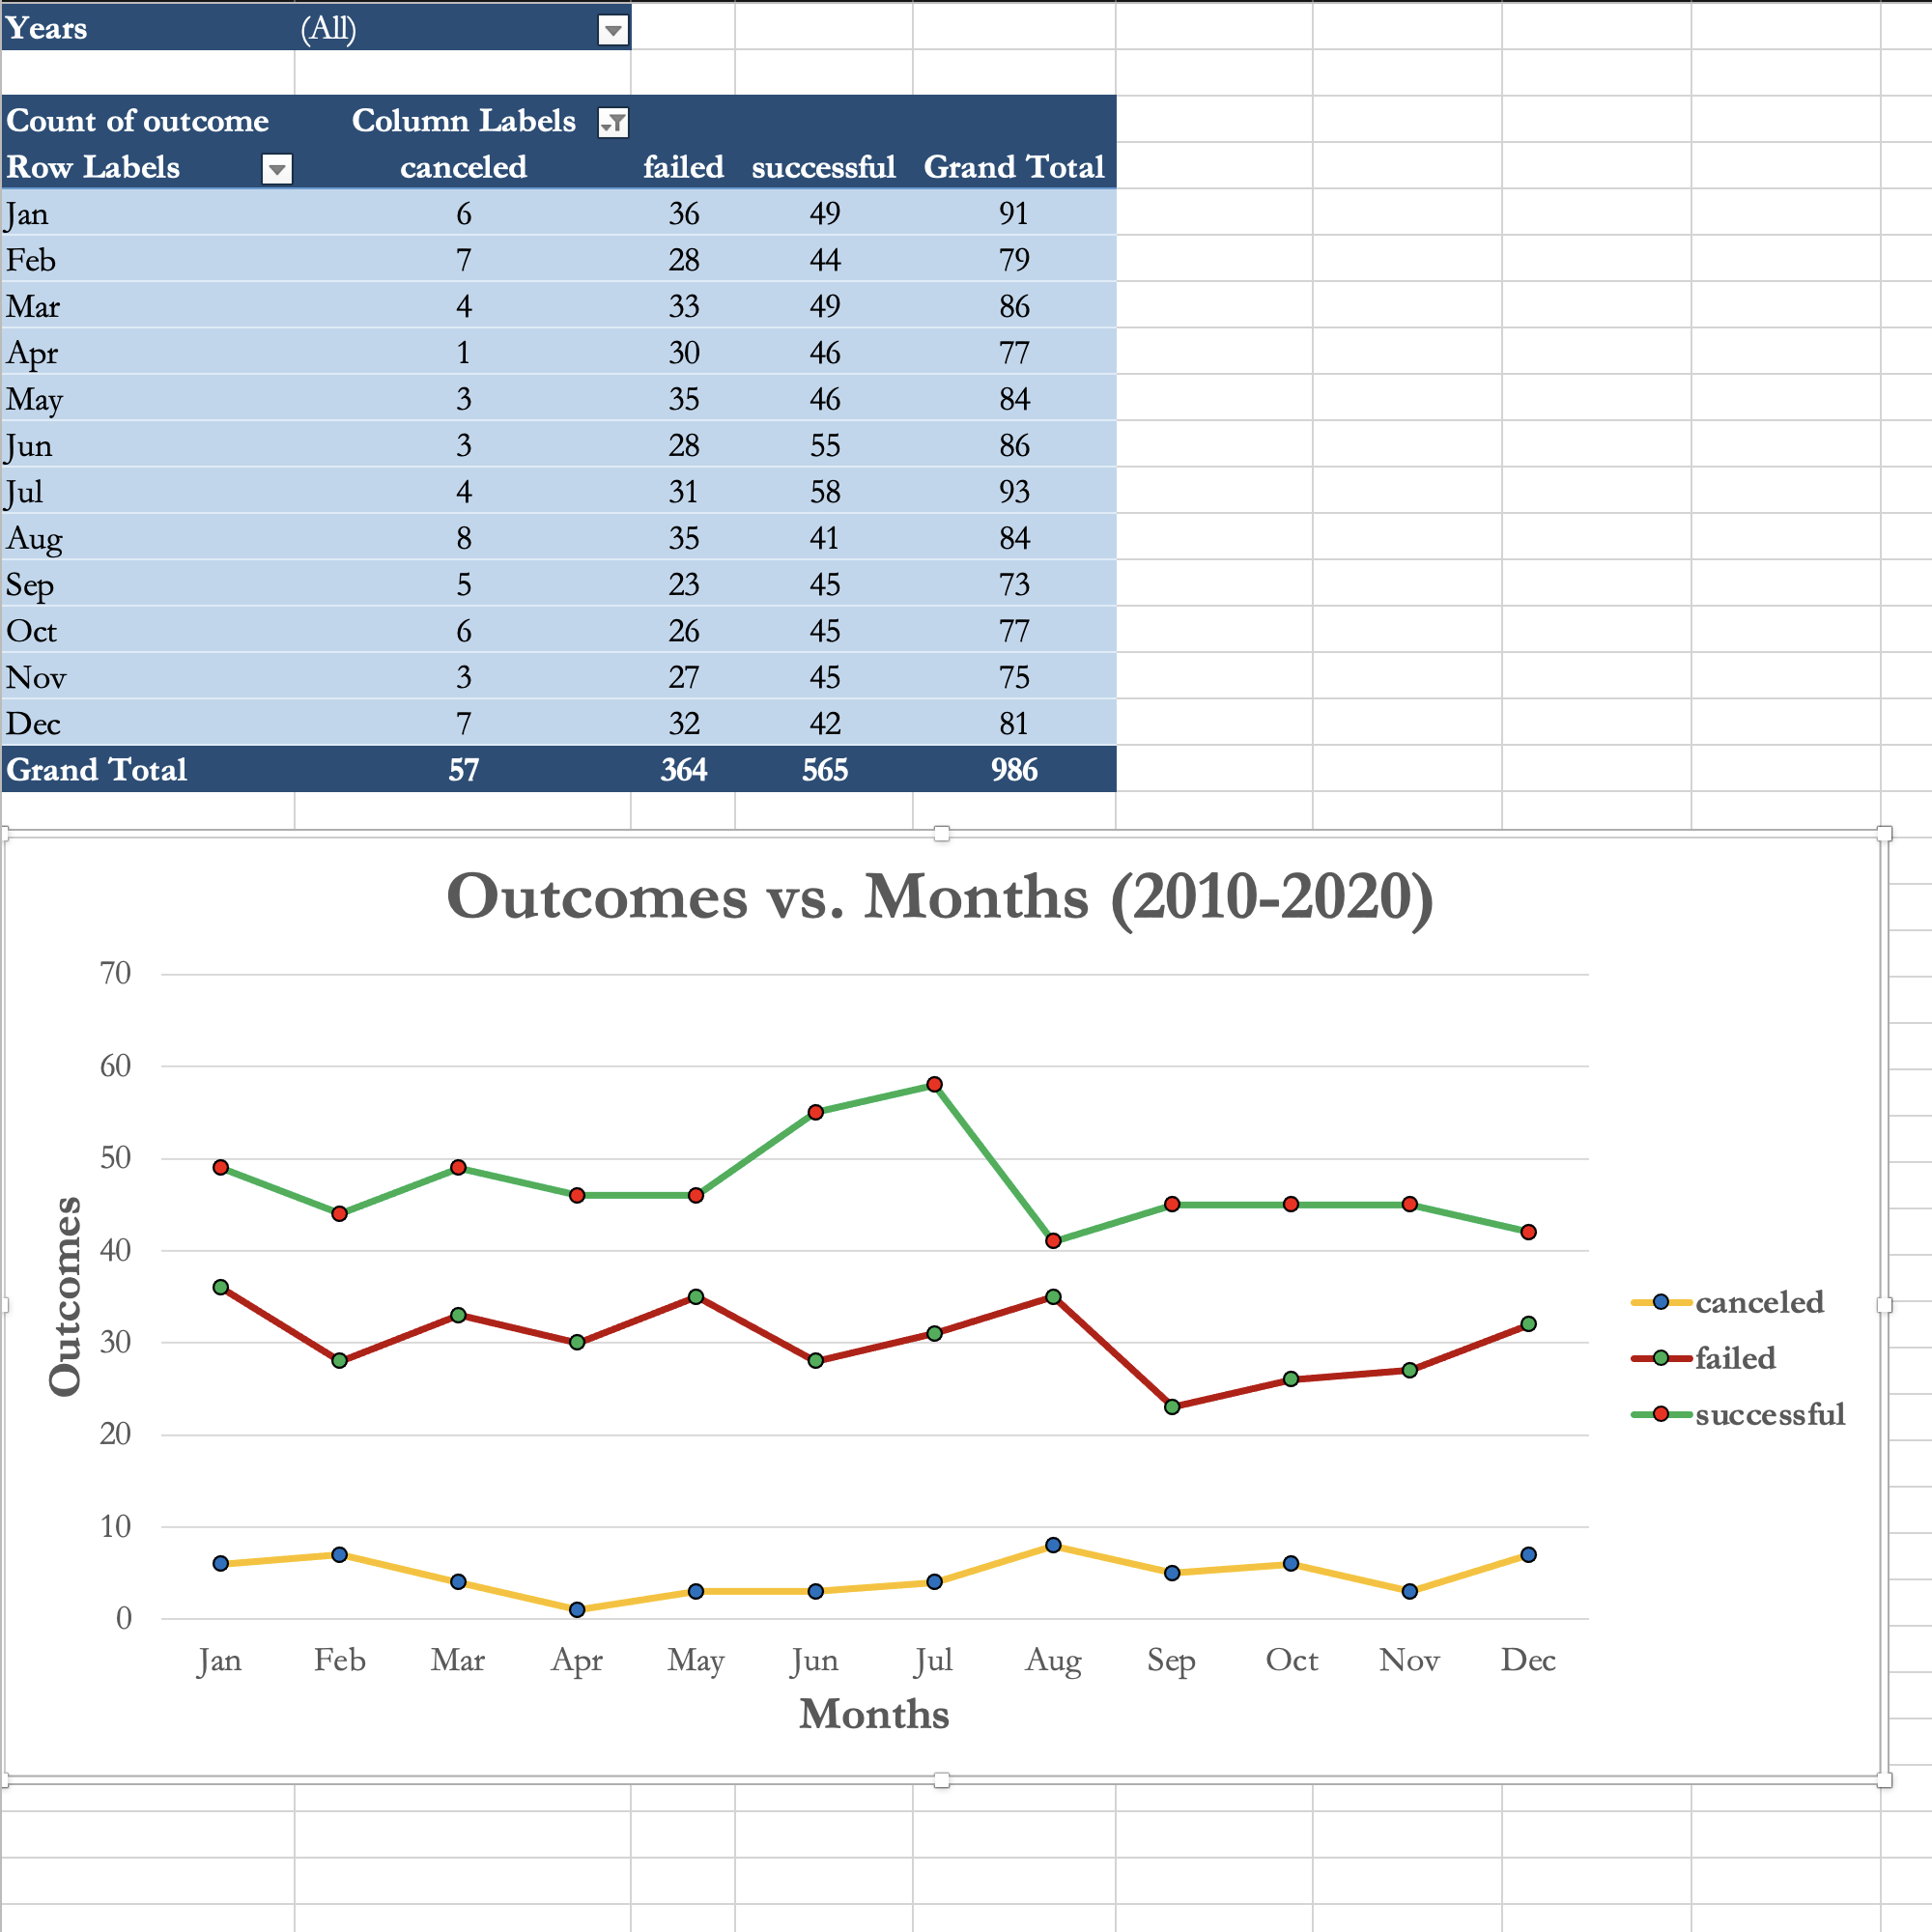 Years (All)
Count of outcome Column Labels
Row Labels canceled failed successful Grand Total
Jan 6 36 49 91
Feb 7 28 44 79
Mar 4 33 49 86
Apr 1 30 46 77
May 3 35 46 84
Jun 3 28 55 86
Jul 4 31 58 93
Aug 8 35 41 84
Sep 5 23 45 73
Oct 6 26 45 77
Nov 3 27 45 75
Dec 7 32 42 81
Grand Total 57 364 565 986
Outcomes vs. Months (2010-2020)
70
60
50
40
30
20
10
0
Outcomes
Jan Feb Mar Apr May Jun Jul Aug Sep Oct Nov Dec
Months
canceled
failed
successful